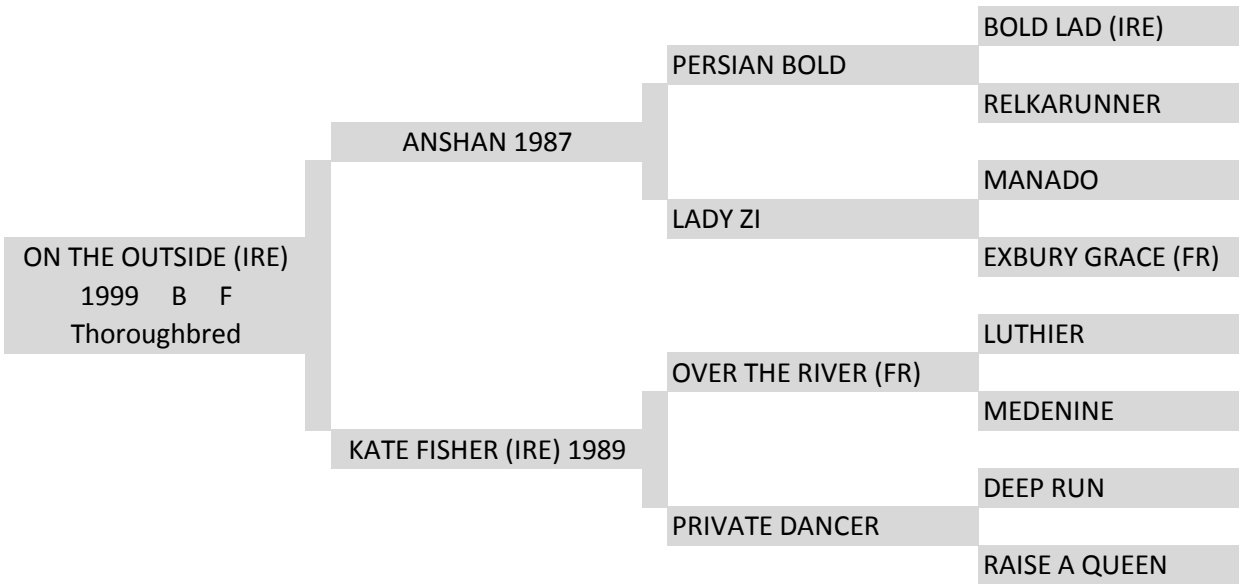 BOLD LAD (IRE)
PERSIAN BOLD
RELKARUNNER
ANSHAN 1987
MANADO
LADY ZI
ON THE OUTSIDE (IRE)
EXBURY GRACE (FR)
1999 B F
Thoroughbred
LUTHIER
OVER THE RIVER (FR)
MEDENINE
KATE FISHER (IRE) 1989
DEEP RUN
PRIVATE DANCER
RAISE A QUEEN